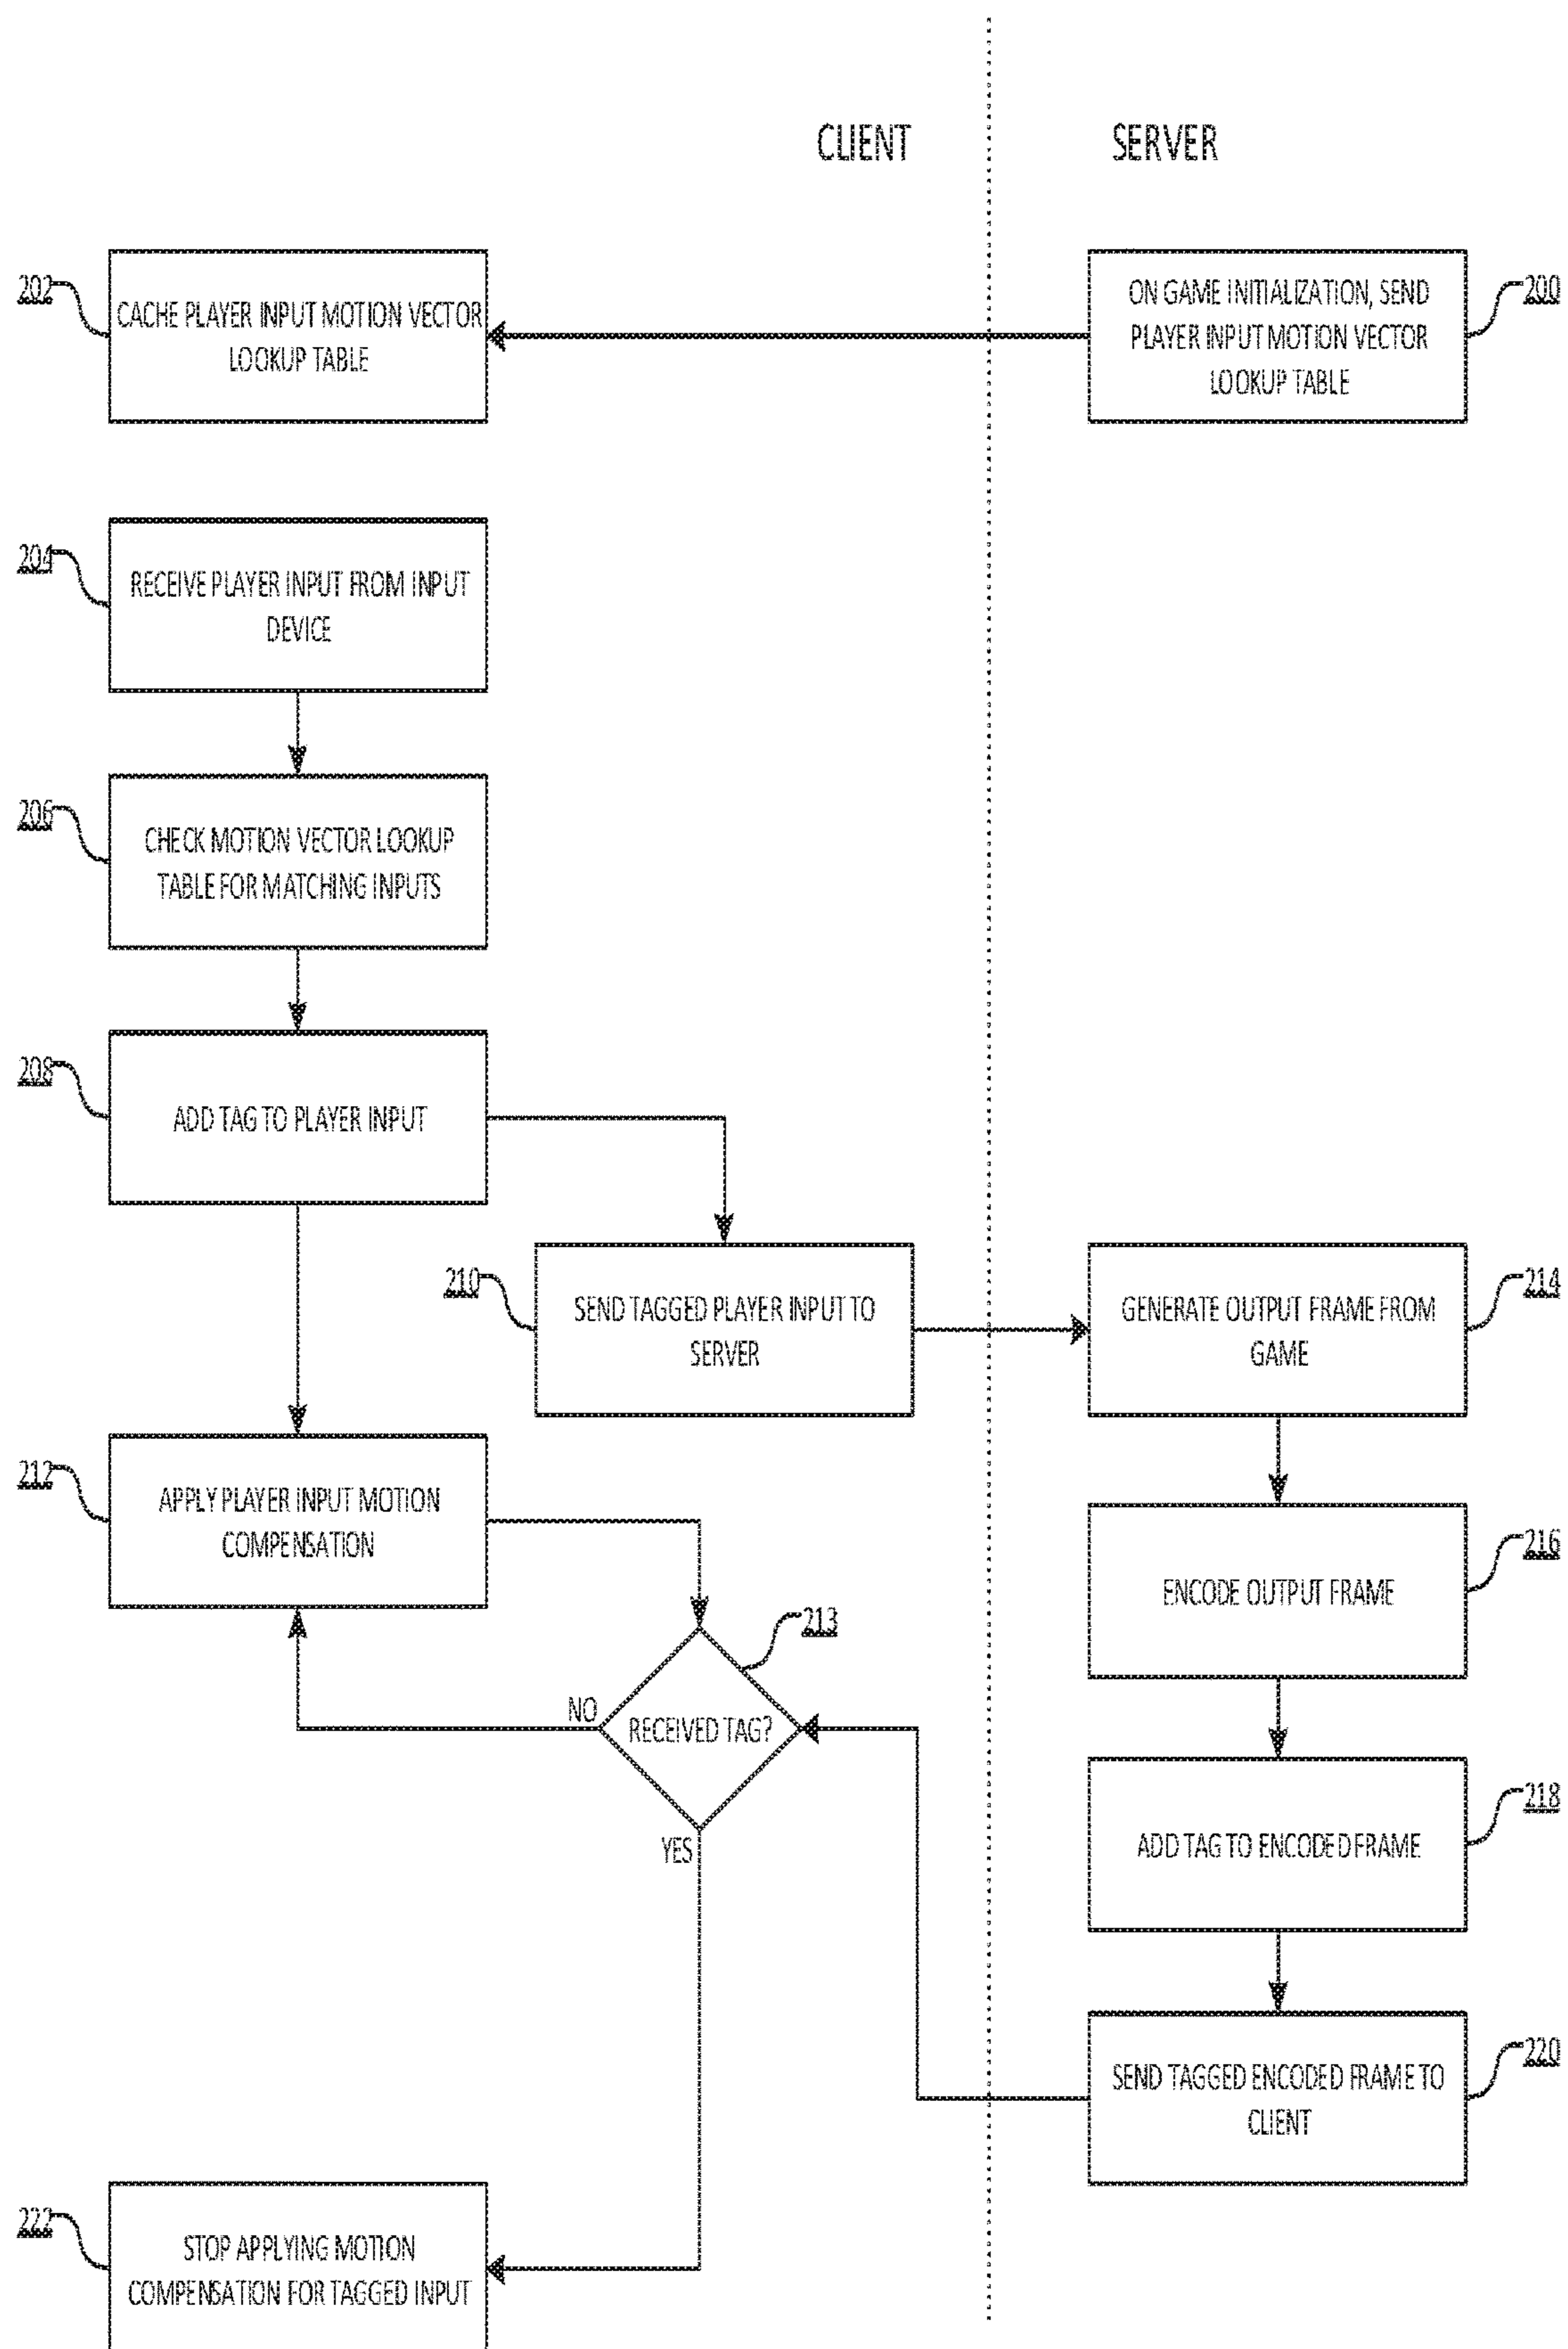 CLIENT
SERVER
202
CACHE PLAYER INPUT MOTION VECTOR
LOOKUP TABLE
ON GAME INITIALIZATION, SEND
PLAYER INPUT MOTION VECTOR
LOOKUP TABLE
200
204
RECEIVE PLAYER INPUT FROM INPUT
DEVICE
206
CHECK MOTION VECTOR LOOKUP
TABLE FOR MATCHING INPUTS
208
ADD TAG TO PLAYER INPUT
210
SEND TAGGED PLAYER INPUT TO
SERVER
GENERATE OUTPUT FRAME FROM
GAME
214
212
APPLY PLAYER INPUT MOTION
COMPENSATION
ENCODE OUTPUT FRAME
216
213
NO
RECEIVED TAG?
YES
ADD TAG TO ENCODED FRAME
218
SEND TAGGED ENCODED FRAME TO
CLIENT
220
222
STOP APPLYING MOTION
COMPENSATION FOR TAGGED INPUT